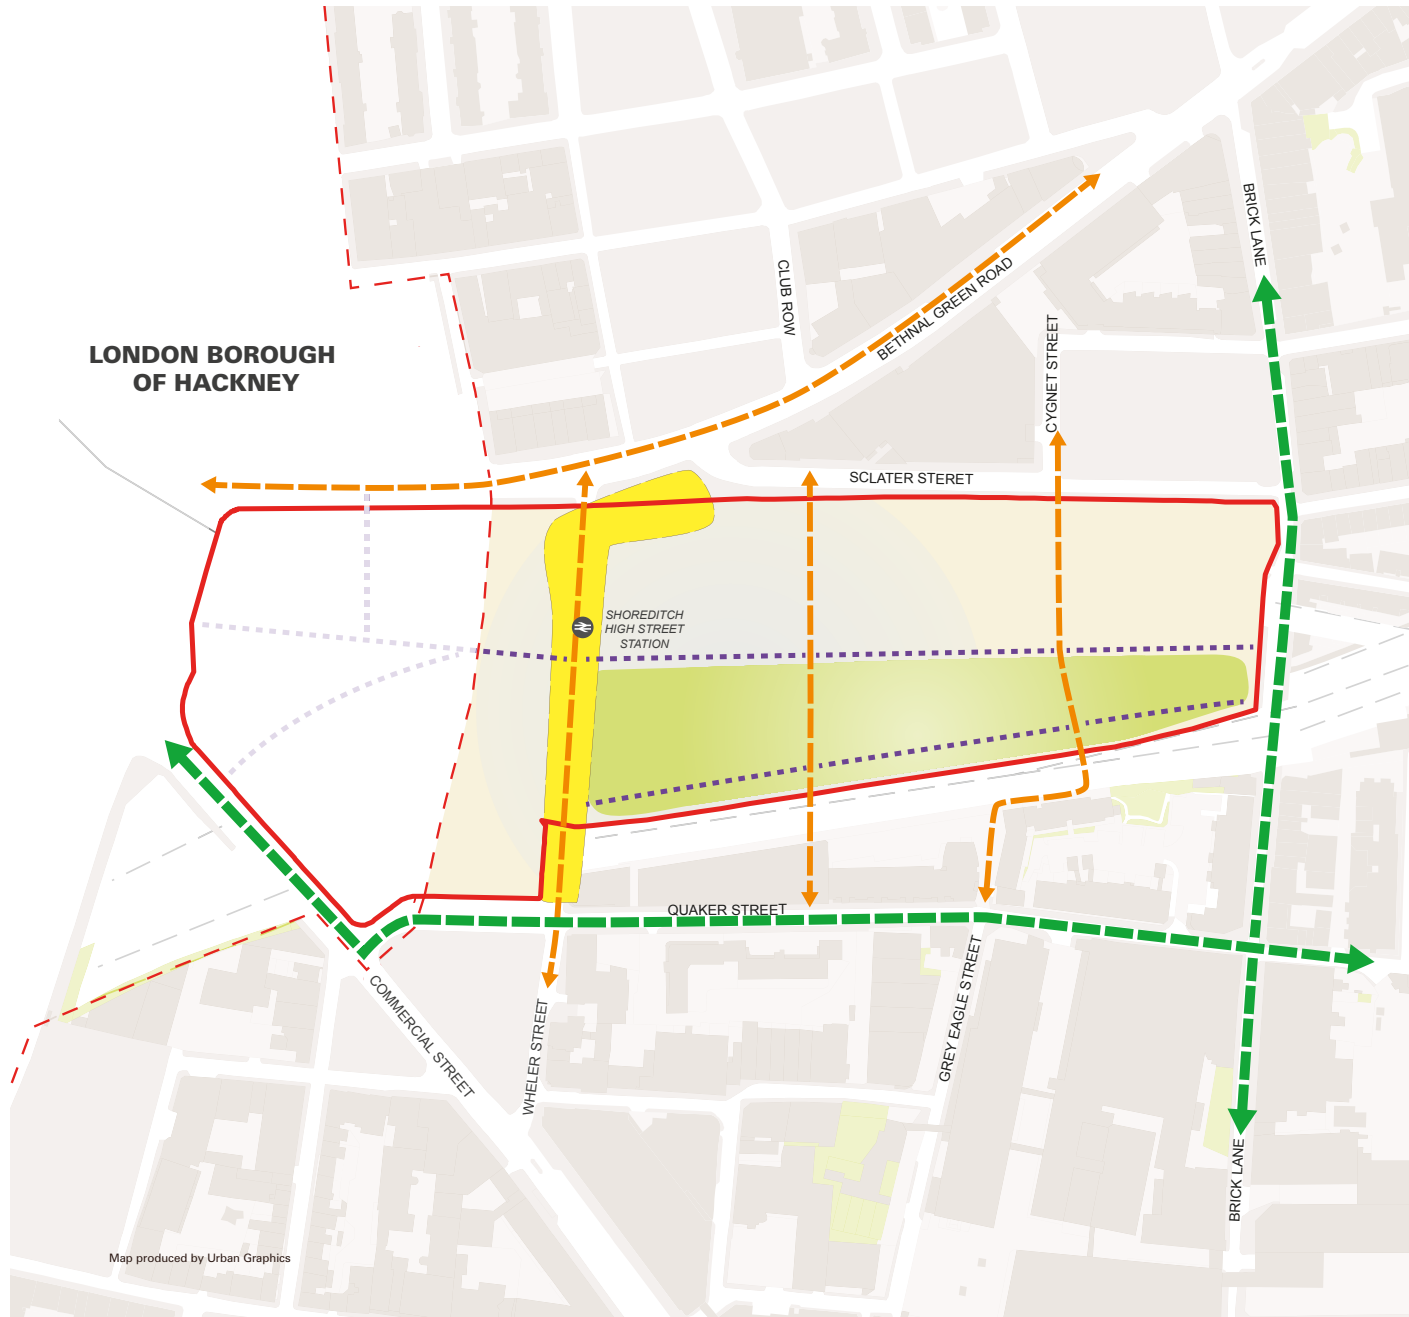 BRICK LANE
CLUB ROW
BETHNAL GREEN ROAD
CYGNET STREET
LONDON BOROUGH
OF HACKNEY
SCLATER STERET
SHOREDITCH
HIGH STREET
STATION
QUAKER STREET
COMMERCIAL STREET
WHELER STREET
GREY EAGLE STREET
BRICK LANE
Map produced by Urban Graphics